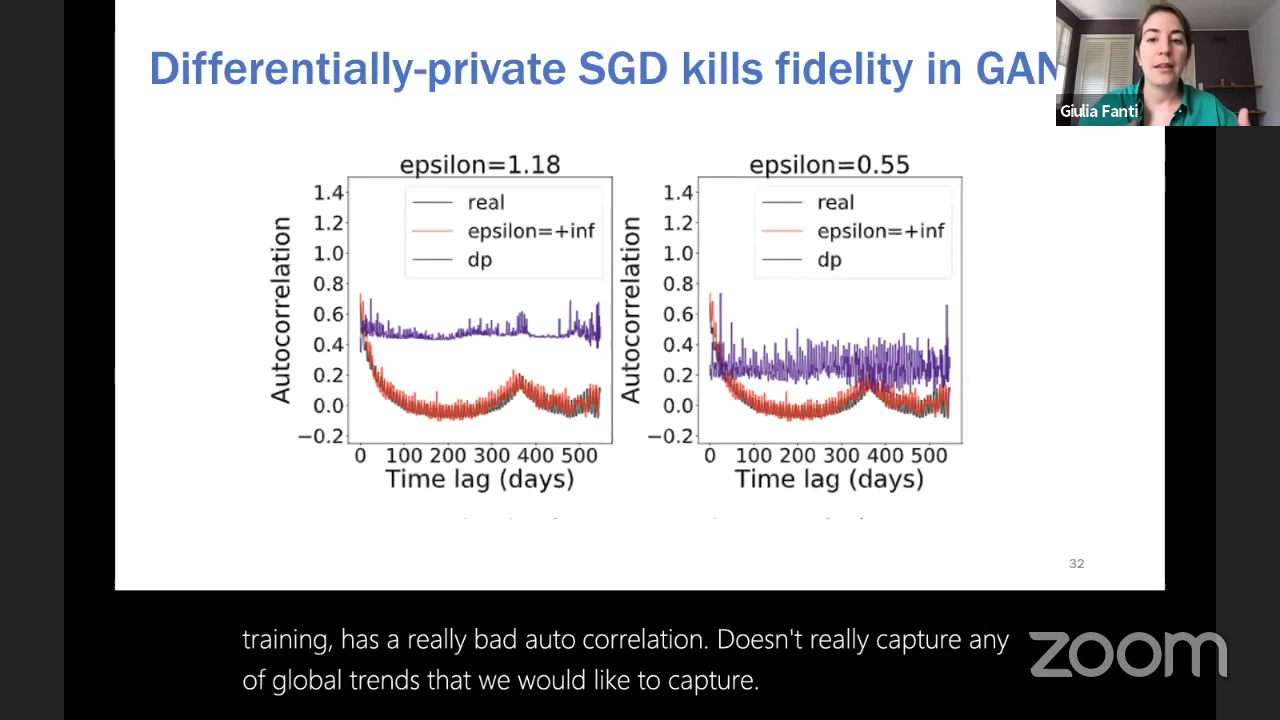 Differentially-private SGD kills fidelity in GAN
Giulia Fanti
epsilon=1.18
1.4
1.2
1.0
0.8
0.6
0.4
0.2
0.0
−0.2
Autocorrelation
real
epsilon=+inf
dp
0 100 200 300 400 500
Time lag (days)
epsilon=0.55
1.4
1.2
1.0
0.8
0.6
0.4
0.2
0.0
−0.2
Autocorrelation
real
epsilon=+inf
dp
0 100 200 300 400 500
Time lag (days)
32
training, has a really bad auto correlation. Doesn't really capture any
of global trends that we would like to capture.
zoom